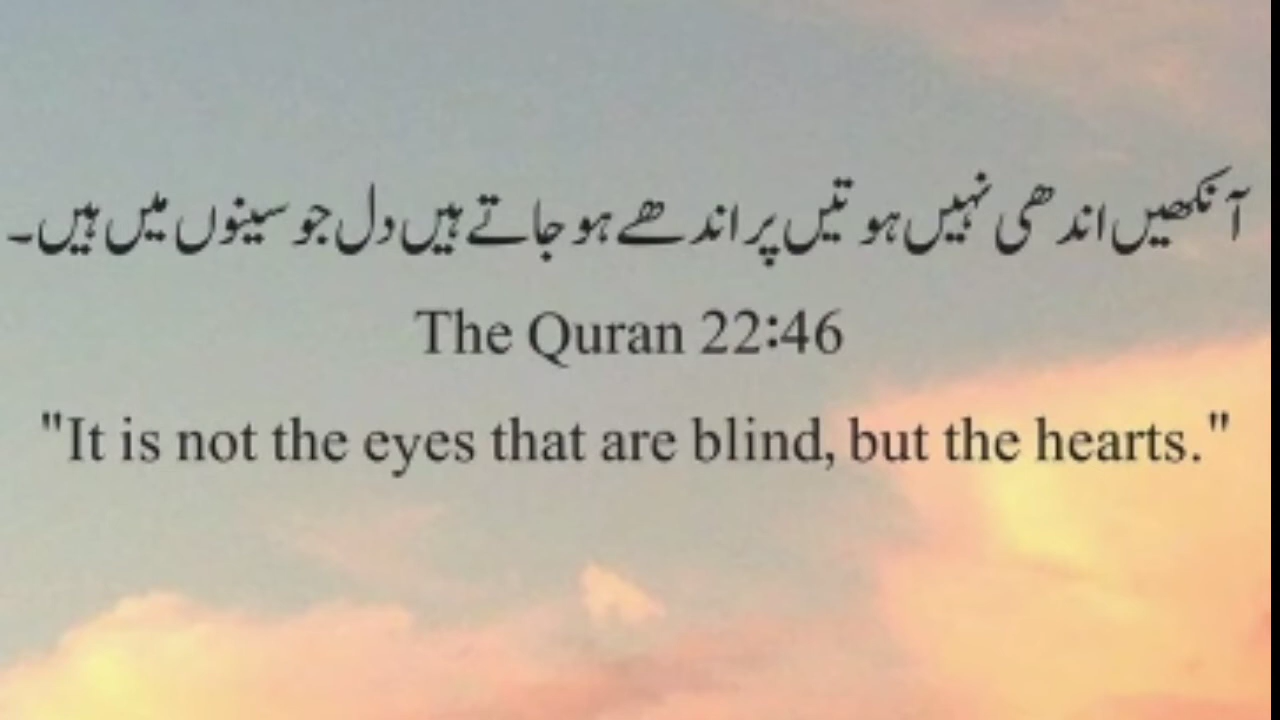 آنکھیں اندھی نہیں ہوتیں پر اندھے ہو جاتے ہیں دل جو سینوں میں ہیں۔
The Quran 22:46
"It is not the eyes that are blind, but the hearts."